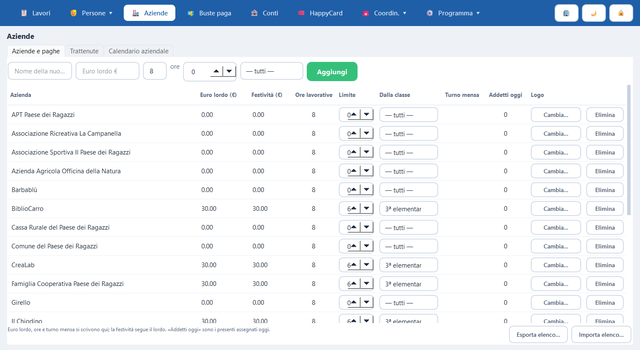 Lavori Persone Aziende Buste paga Conti HappyCard Coordin. Programma
Aziende
Aziende e paghe Trattenute Calendario aziendale
Nome della nuo... Euro lordo € 8 ore 0 — tutti — Aggiungi
Azienda Euro lordo (€) Festività (€) Ore lavorative Limite Dalla classe Turno mensa Addetti oggi Logo
APT Paese dei Ragazzi 0.00 0.00 8 0 — tutti — 0 Cambia... Elimina
Associazione Ricreativa La Campanella 0.00 0.00 8 0 — tutti — 0 Cambia... Elimina
Associazione Sportiva Il Paese dei Ragazzi 0.00 0.00 8 0 — tutti — 0 Cambia... Elimina
Azienda Agricola Officina della Natura 0.00 0.00 8 0 — tutti — 0 Cambia... Elimina
Barbablù 0.00 0.00 8 0 — tutti — 0 Cambia... Elimina
BiblioCarro 30.00 30.00 8 6 3ª elementar 0 Cambia... Elimina
Cassa Rurale del Paese dei Ragazzi 0.00 0.00 8 0 — tutti — 0 Cambia... Elimina
Comune del Paese dei Ragazzi 0.00 0.00 8 0 — tutti — 0 Cambia... Elimina
CreaLab 30.00 30.00 8 6 3ª elementar 0 Cambia... Elimina
Famiglia Cooperativa Paese dei Ragazzi 30.00 30.00 8 6 3ª elementar 0 Cambia... Elimina
Girello 0.00 0.00 8 0 — tutti — 0 Cambia... Elimina
Il Chiodino 30.00 30.00 8 6 3ª elementar 0 Cambia... Elimina
Euro lordo, ore e turno mensa si scrivono qui; la festività segue il lordo. «Addetti oggi» sono i presenti assegnati oggi.
Esporta elenco... Importa elenco...